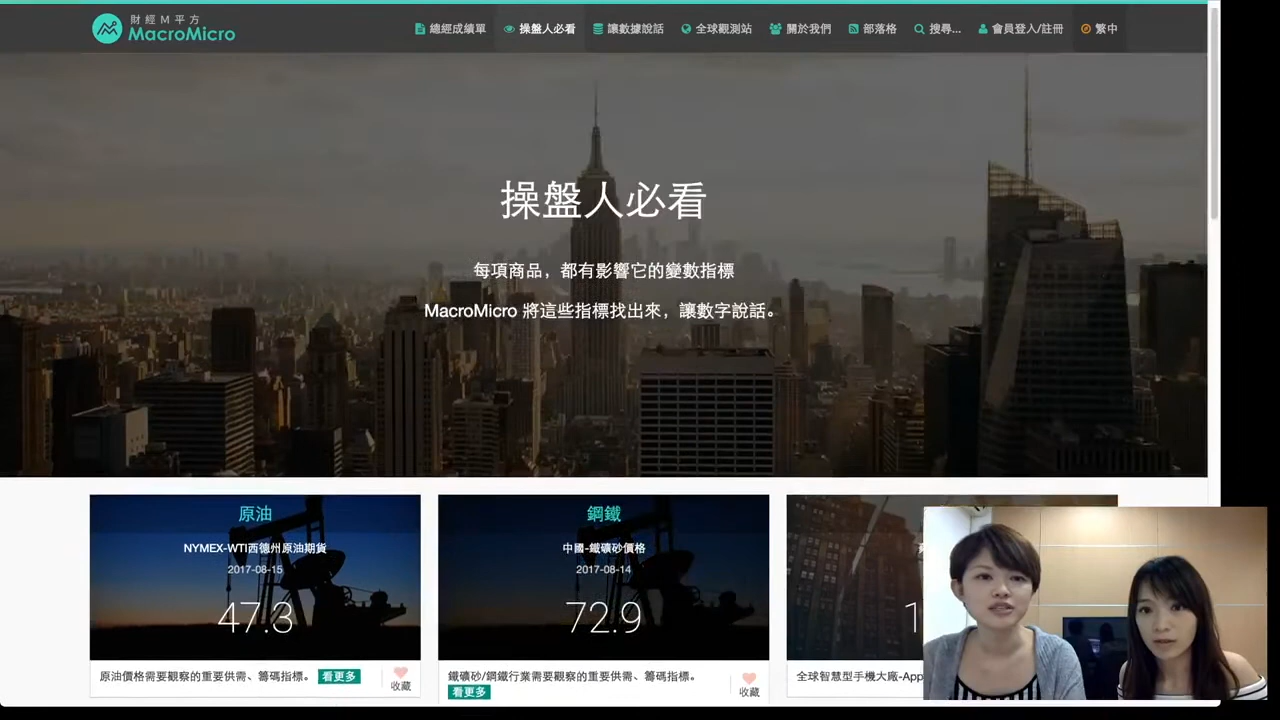 財經M平方
MacroMicro
總經成績單 操盤人必看 讓數據說話 全球觀測站 關於我們 部落格 搜尋... 會員登入/註冊 繁中
操盤人必看
每項商品，都有影響它的變數指標
MacroMicro 將這些指標找出來，讓數字說話。
原油
NYMEX-WTI西德州原油期貨
2017-08-15
47.3
原油價格需要觀察的重要供需、籌碼指標。 看更多
收藏
鋼鐵
中國-鐵礦砂價格
2017-08-14
72.9
鐵礦砂/鋼鐵行業需要觀察的重要供需、籌碼指標。
看更多
收藏
全球智慧型手機大廠-App